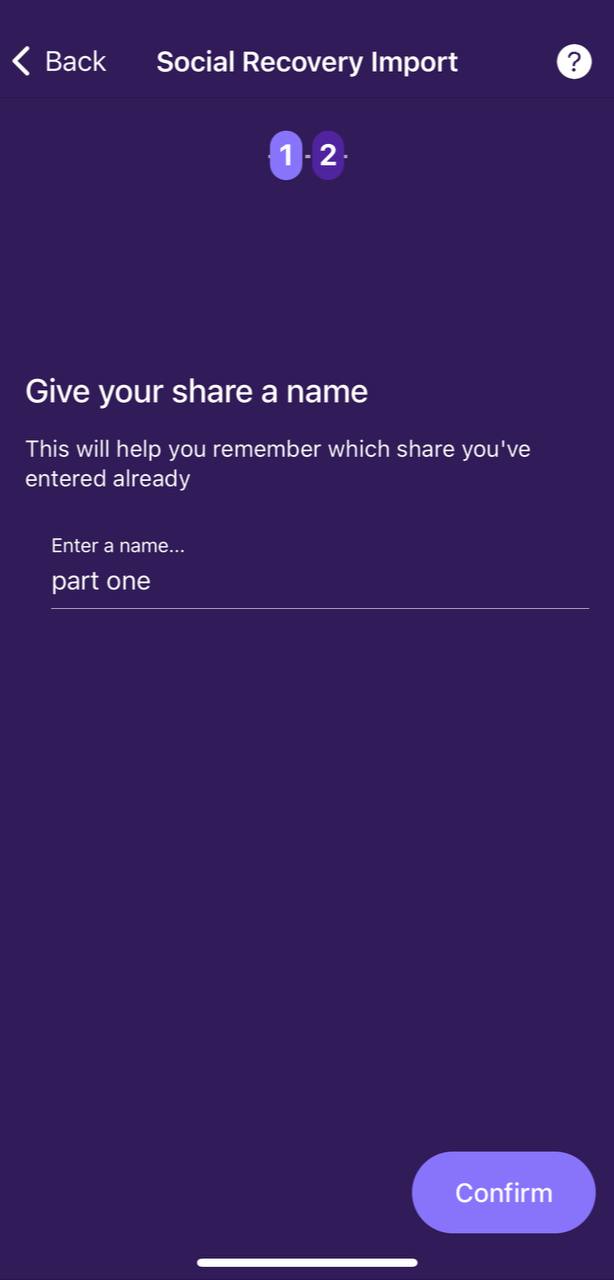 Back
Social Recovery Import
?
1
2
Give your share a name
This will help you remember which share you've
entered already
Enter a name...
part one
Confirm